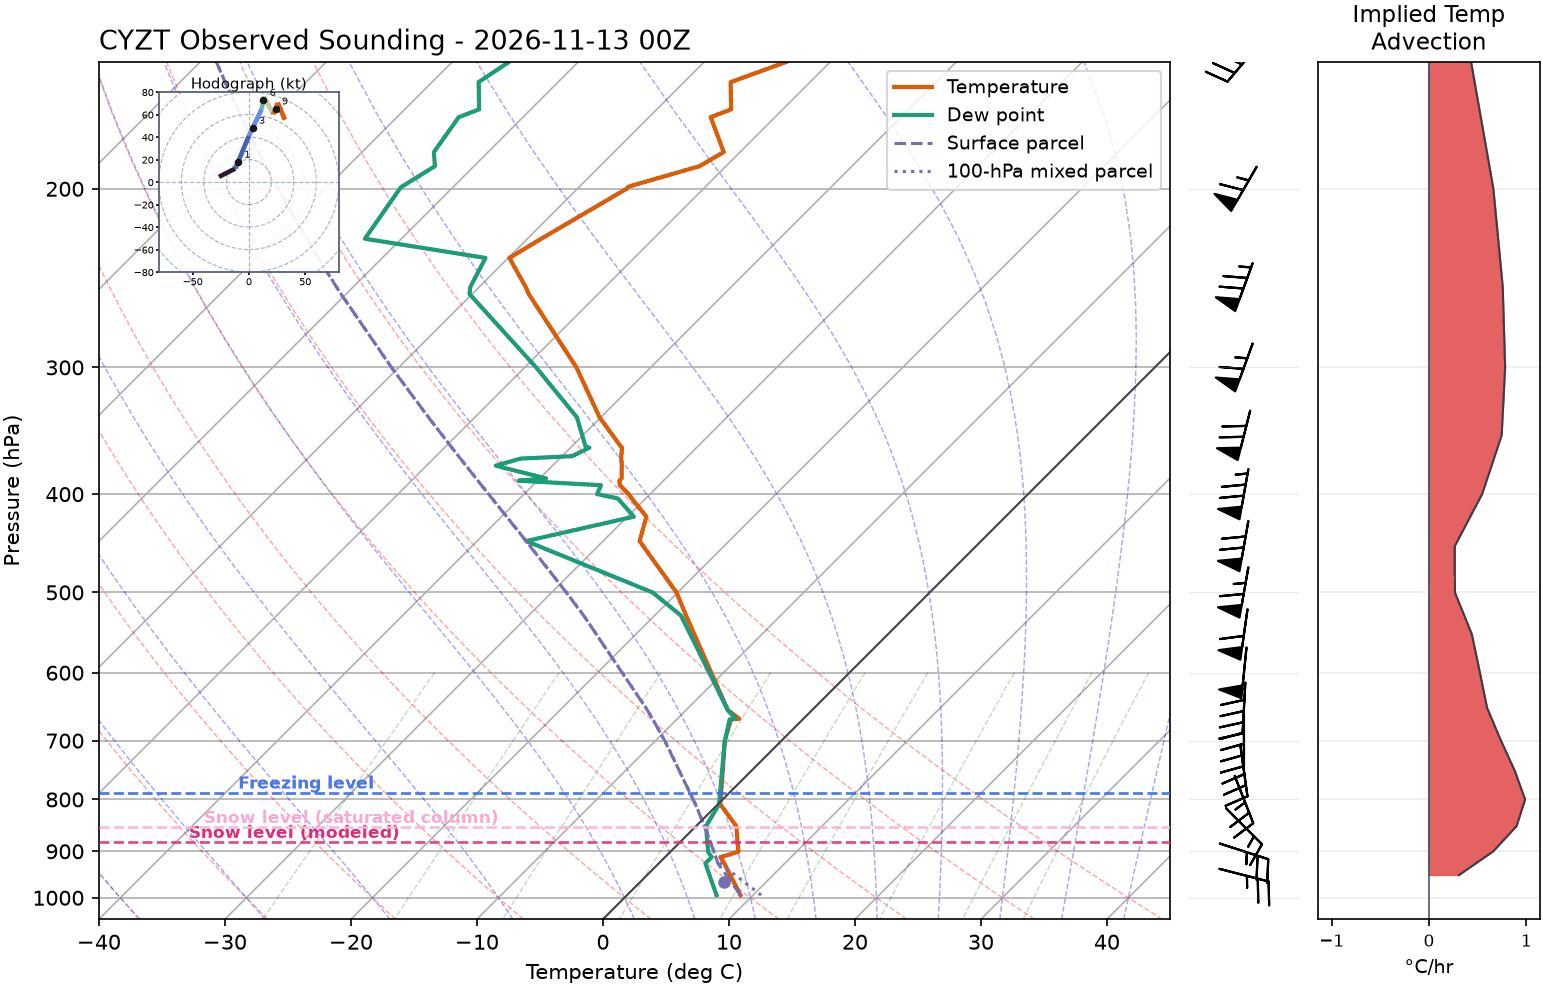 CYZT Observed Sounding - 2026-11-13 00Z
Implied Temp
Advection
Hodograph (kt)
80
60
40
20
0
−20
−40
−60
−80
−50
0
50
1
3
6
9
Temperature
Dew point
Surface parcel
100-hPa mixed parcel
Pressure (hPa)
200
300
400
500
600
700
800
900
1000
Freezing level
Snow level (saturated column)
Snow level (modeled)
−40
−30
−20
−10
0
10
20
30
40
Temperature (deg C)
−1
0
1
°C/hr